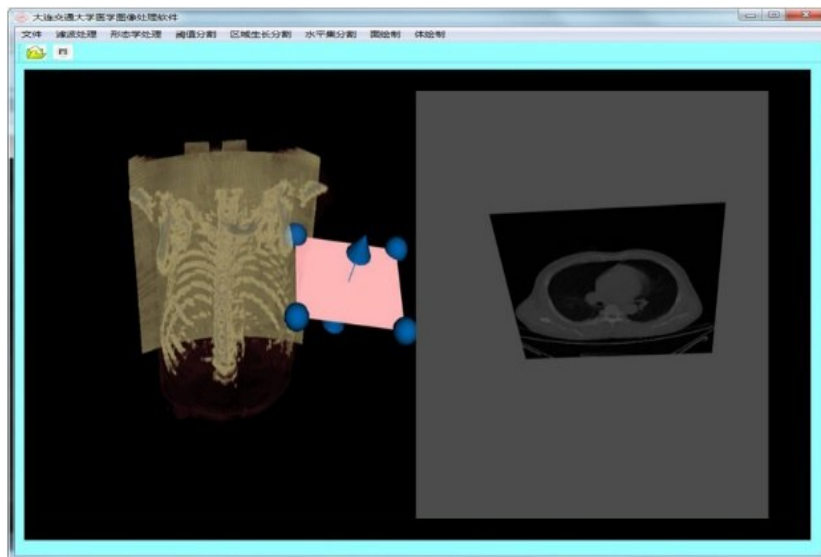 大连交通大学医学图像处理软件
文件 滤波处理 形态学处理 阈值分割 区域生长分割 水平集分割 面绘制 体绘制